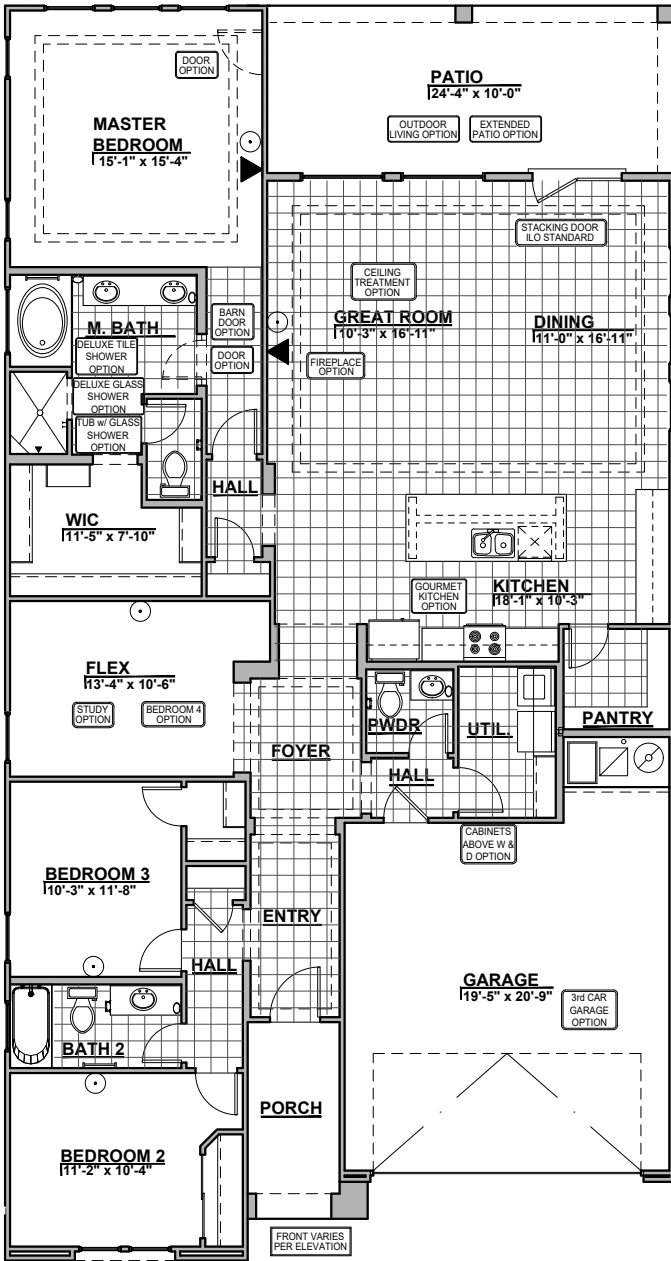 DOOR
OPTION
PATIO
24'-4" x 10'-0"
OUTDOOR
LIVING OPTION
EXTENDED
PATIO OPTION
MASTER
BEDROOM
15'-1" x 15'-4"
STACKING DOOR
ILO STANDARD
CEILING
TREATMENT
OPTION
GREAT ROOM
10'-3" x 16'-11"
DINING
11'-0" x 16'-11"
FIREPLACE
OPTION
M. BATH
BARN
DOOR
OPTION
DOOR
OPTION
DELUXE TILE
SHOWER
OPTION
DELUXE GLASS
SHOWER
OPTION
TUB w/ GLASS
SHOWER
OPTION
HALL
WIC
11'-5" x 7'-10"
GOURMET
KITCHEN
OPTION
KITCHEN
18'-1" x 10'-3"
FLEX
13'-4" x 10'-6"
STUDY
OPTION
BEDROOM 4
OPTION
FOYER
PWDR
UTIL.
PANTRY
HALL
CABINETS
ABOVE W &
D OPTION
BEDROOM 3
10'-3" x 11'-8"
ENTRY
HALL
GARAGE
19'-5" x 20'-9"
3rd CAR
GARAGE
OPTION
BATH 2
PORCH
BEDROOM 2
11'-2" x 10'-4"
FRONT VARIES
PER ELEVATION